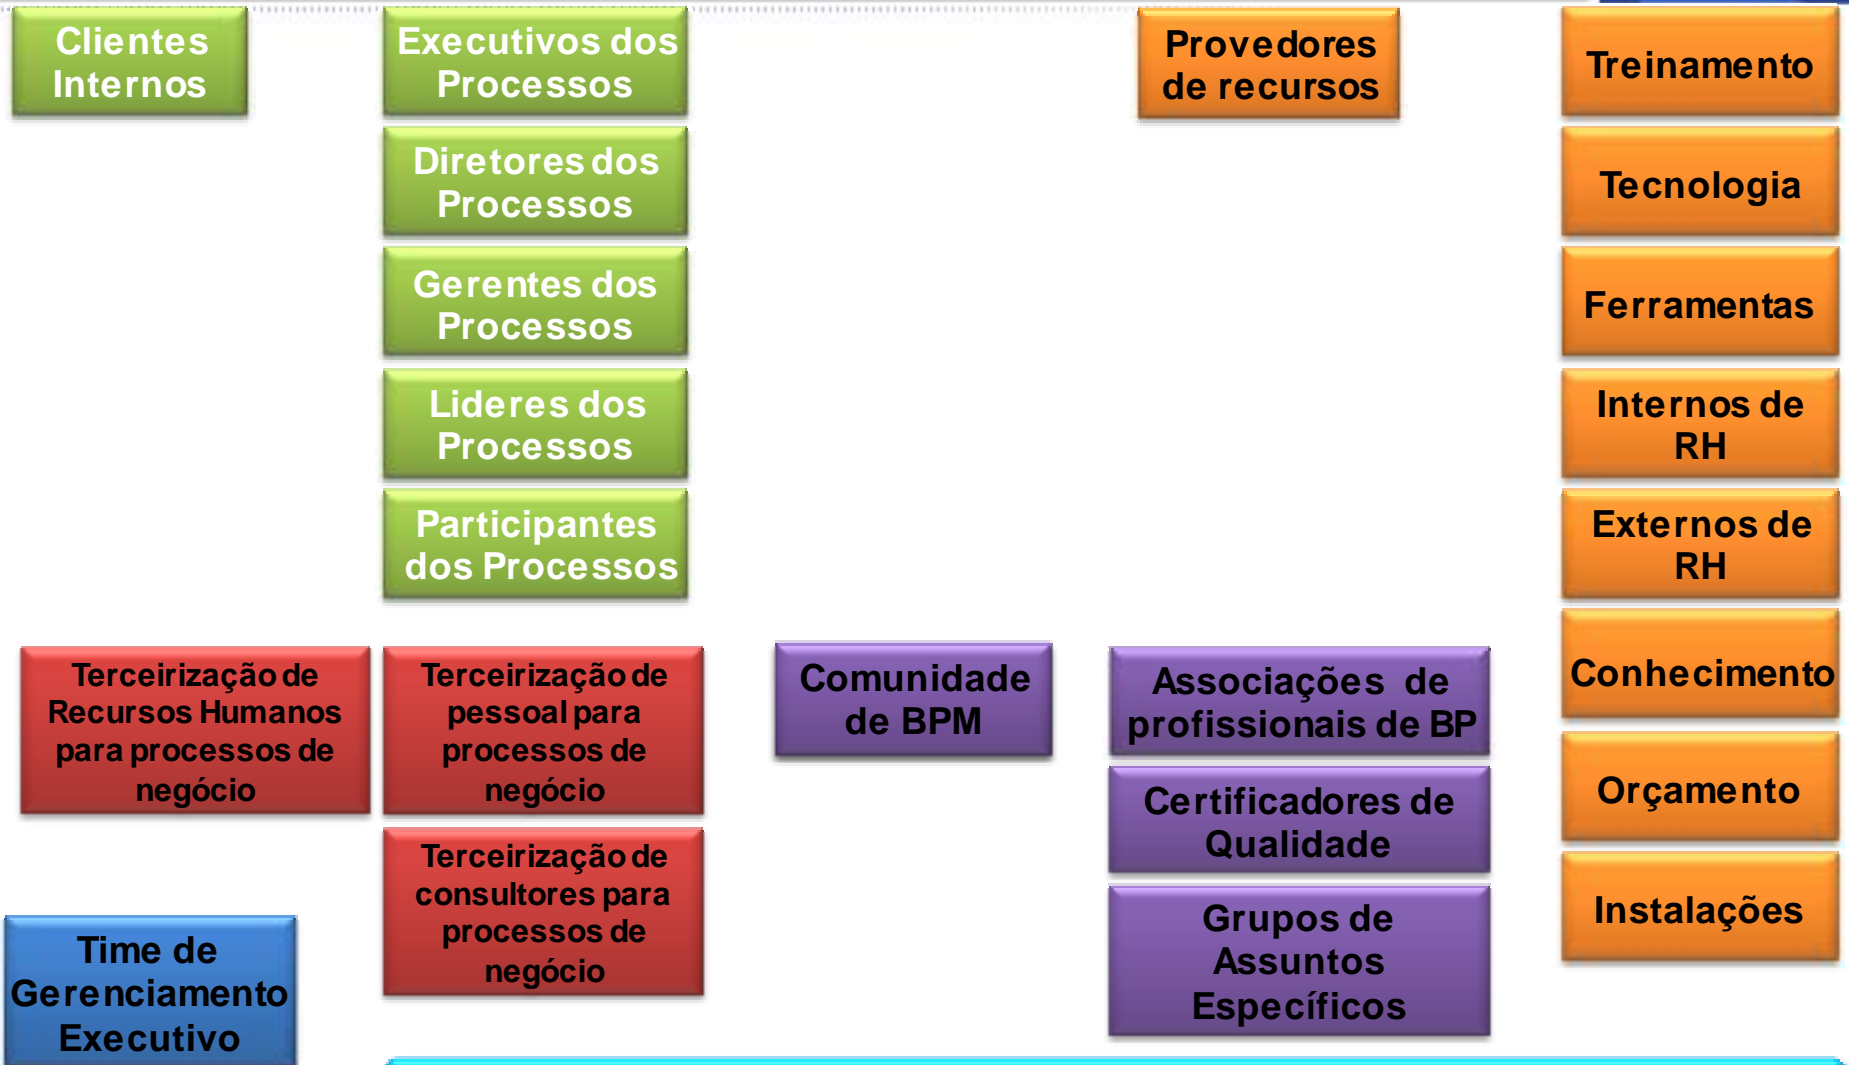 Clientes
Internos
Executivos dos
Processos
Diretores dos
Processos
Gerentes dos
Processos
Lideres dos
Processos
Participantes
dos Processos
Provedores
de recursos
Treinamento
Tecnologia
Ferramentas
Internos de
RH
Externos de
RH
Conhecimento
Orçamento
Instalações
Terceirização de
Recursos Humanos
para processos de
negócio
Terceirização de
pessoal para
processos de
negócio
Terceirização de
consultores para
processos de
negócio
Comunidade
de BPM
Associações de
profissionais de BP
Certificadores de
Qualidade
Grupos de
Assuntos
Específicos
Time de
Gerenciamento
Executivo